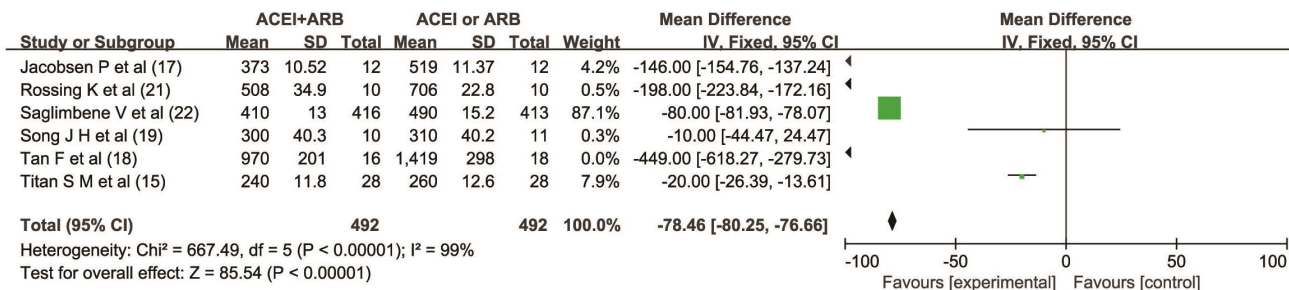 ACEI+ARB ACEI or ARB Mean Difference Mean Difference
Study or Subgroup Mean SD Total Mean SD Total Weight IV, Fixed, 95% CI IV, Fixed, 95% CI
Jacobsen P et al (17) 373 10.52 12 519 11.37 12 4.2% -146.00 [-154.76, -137.24]
Rossing K et al (21) 508 34.9 10 706 22.8 10 0.5% -198.00 [-223.84, -172.16]
Saglimbene V et al (22) 410 13 416 490 15.2 413 87.1% -80.00 [-81.93, -78.07]
Song J H et al (19) 300 40.3 10 310 40.2 11 0.3% -10.00 [-44.47, 24.47]
Tan F et al (18) 970 201 16 1,419 298 18 0.0% -449.00 [-618.27, -279.73]
Titan S M et al (15) 240 11.8 28 260 12.6 28 7.9% -20.00 [-26.39, -13.61]
Total (95% CI) 492 492 100.0% -78.46 [-80.25, -76.66]
Heterogeneity: Chi² = 667.49, df = 5 (P < 0.00001); I² = 99%
Test for overall effect: Z = 85.54 (P < 0.00001)
-100 -50 0 50 100
Favours [experimental] Favours [control]